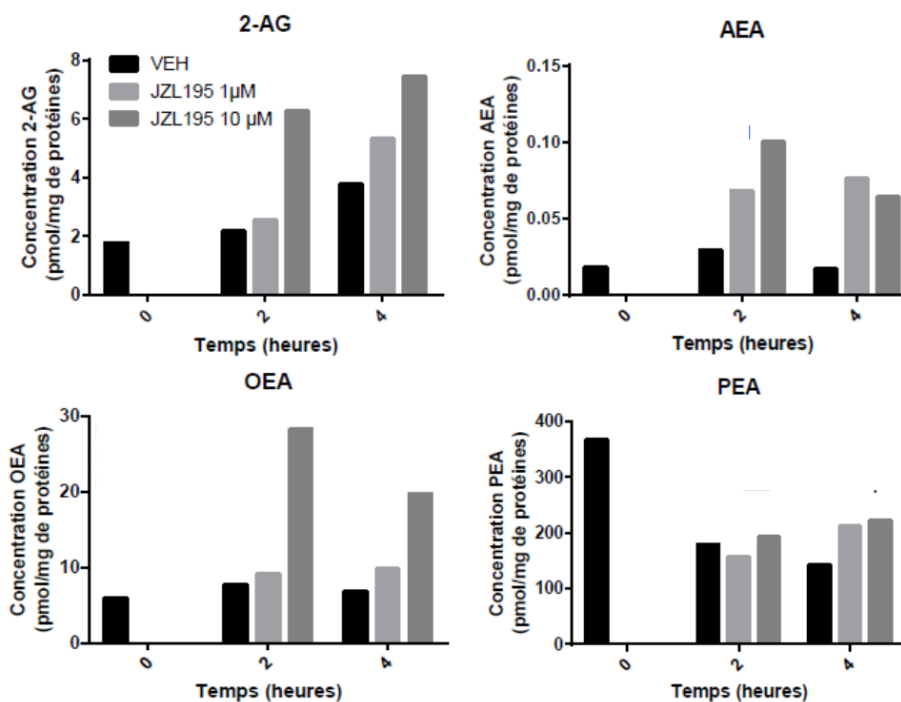 2-AG
Concentration 2-AG
(pmol/mg de protéines)
8
6
4
2
0
VEH
JZL195 1µM
JZL195 10 µM
0
2
4
Temps (heures)
AEA
Concentration AEA
(pmol/mg de protéines)
0.15
0.10
0.05
0.00
0
2
4
Temps (heures)
OEA
Concentration OEA
(pmol/mg de protéines)
30
20
10
0
0
2
4
Temps (heures)
PEA
Concentration PEA
(pmol/mg de protéines)
400
300
200
100
0
0
2
4
Temps (heures)